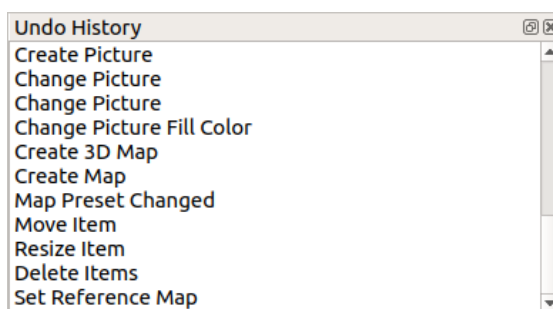 Undo History
Create Picture
Change Picture
Change Picture
Change Picture Fill Color
Create 3D Map
Create Map
Map Preset Changed
Move Item
Resize Item
Delete Items
Set Reference Map